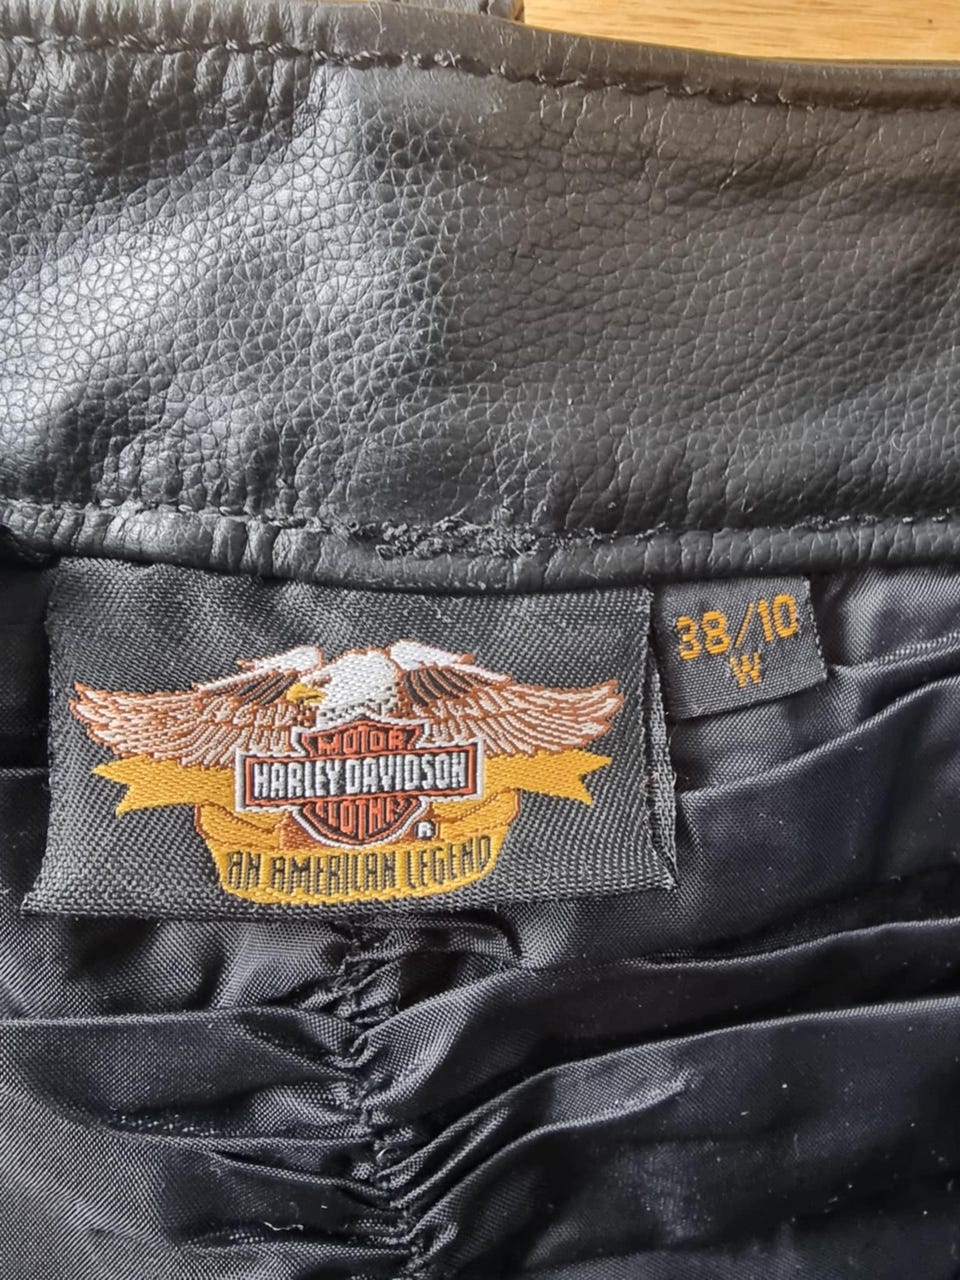 MOTOR
HARLEY-DAVIDSON
CLOTHES
®
AN AMERICAN LEGEND
38/10
W